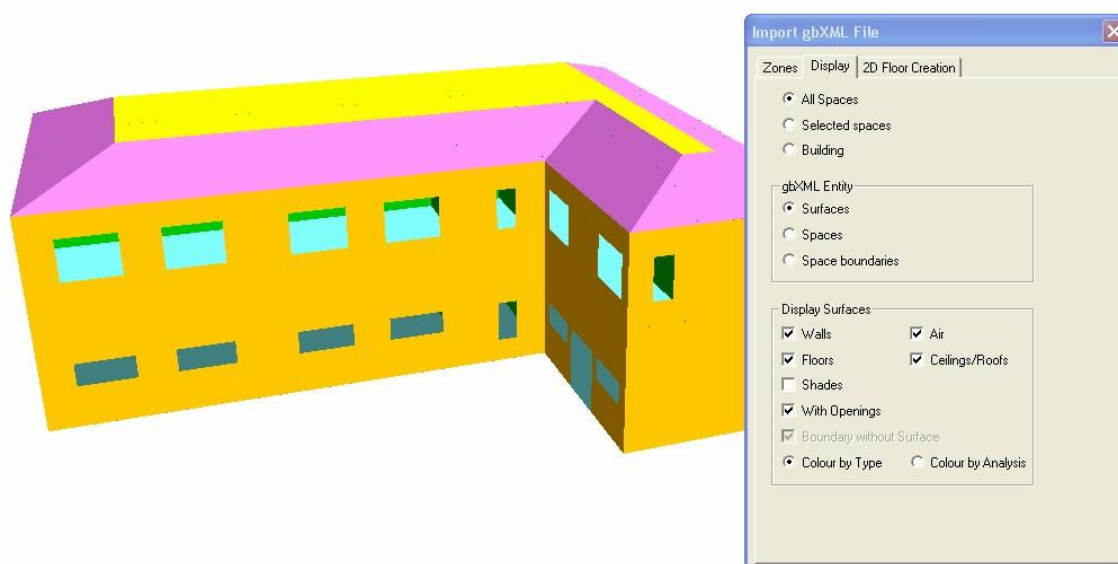 Import gbXML File
Zones Display 2D Floor Creation
All Spaces
Selected spaces
Building
gbXML Entity
Surfaces
Spaces
Space boundaries
Display Surfaces
Walls Air
Floors Ceilings/Roofs
Shades
With Openings
Boundary without Surface
Colour by Type Colour by Analysis